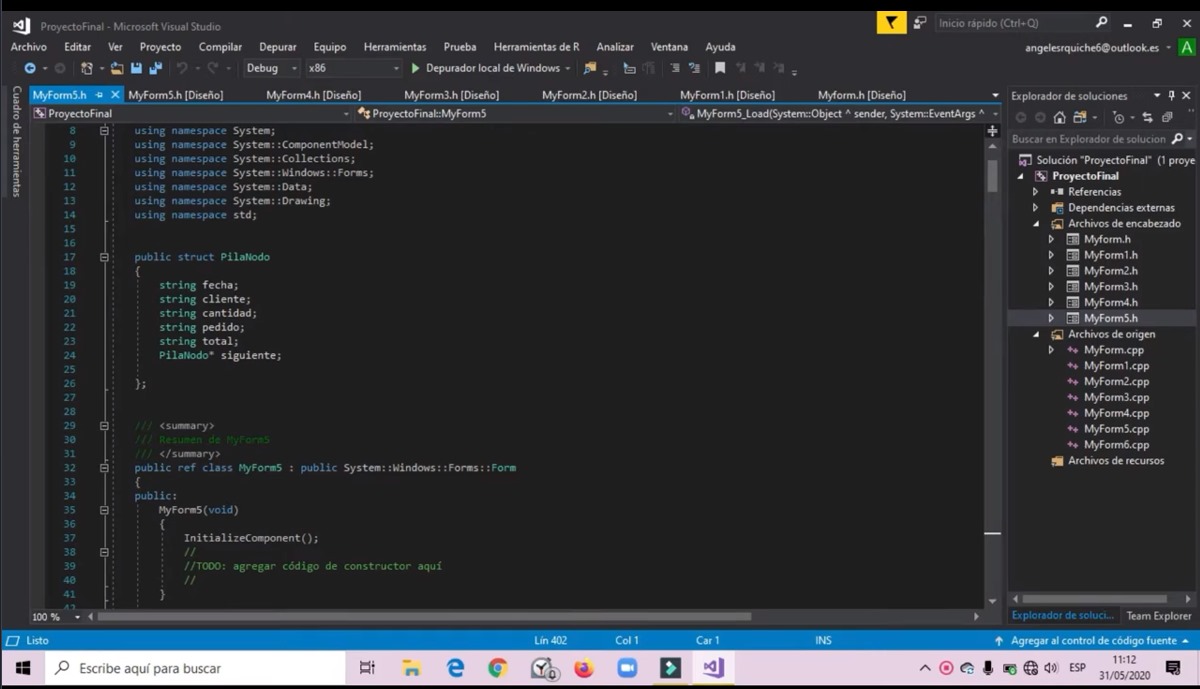 ProyectoFinal - Microsoft Visual Studio
Inicio rápido (Ctrl+Q)
Archivo Editar Ver Proyecto Compilar Depurar Equipo Herramientas Prueba Herramientas de R Analizar Ventana Ayuda
angelesrquiche6@outlook.es A
Debug x86 Depurador local de Windows
Cuadro de herramientas
MyForm5.h MyForm5.h [Diseño] MyForm4.h [Diseño] MyForm3.h [Diseño] MyForm2.h [Diseño] MyForm1.h [Diseño] Myform.h [Diseño]
ProyectoFinal ProyectoFinal::MyForm5 MyForm5_Load(System::Object ^ sender, System::EventArgs ^
8 using namespace System;
9 using namespace System::ComponentModel;
10 using namespace System::Collections;
11 using namespace System::Windows::Forms;
12 using namespace System::Data;
13 using namespace System::Drawing;
14 using namespace std;
15
16
17 public struct PilaNodo
18 {
19 string fecha;
20 string cliente;
21 string cantidad;
22 string pedido;
23 string total;
24 PilaNodo* siguiente;
25
26 };
27
28
29 /// <summary>
30 /// Resumen de MyForm5
31 /// </summary>
32 public ref class MyForm5 : public System::Windows::Forms::Form
33 {
34 public:
35 MyForm5(void)
36 {
37 InitializeComponent();
38 //
39 //TODO: agregar código de constructor aquí
40 //
41 }
42
100 %
Explorador de soluciones
Buscar en Explorador de solucion
Solución "ProyectoFinal" (1 proye
ProyectoFinal
Referencias
Dependencias externas
Archivos de encabezado
Myform.h
MyForm1.h
MyForm2.h
MyForm3.h
MyForm4.h
MyForm5.h
Archivos de origen
MyForm.cpp
MyForm1.cpp
MyForm2.cpp
MyForm3.cpp
MyForm4.cpp
MyForm5.cpp
MyForm6.cpp
Archivos de recursos
Explorador de soluci... Team Explorer
Listo Lín 402 Col 1 Car 1 INS Agregar al control de código fuente
Escribe aquí para buscar
ESP
11:12
31/05/2020